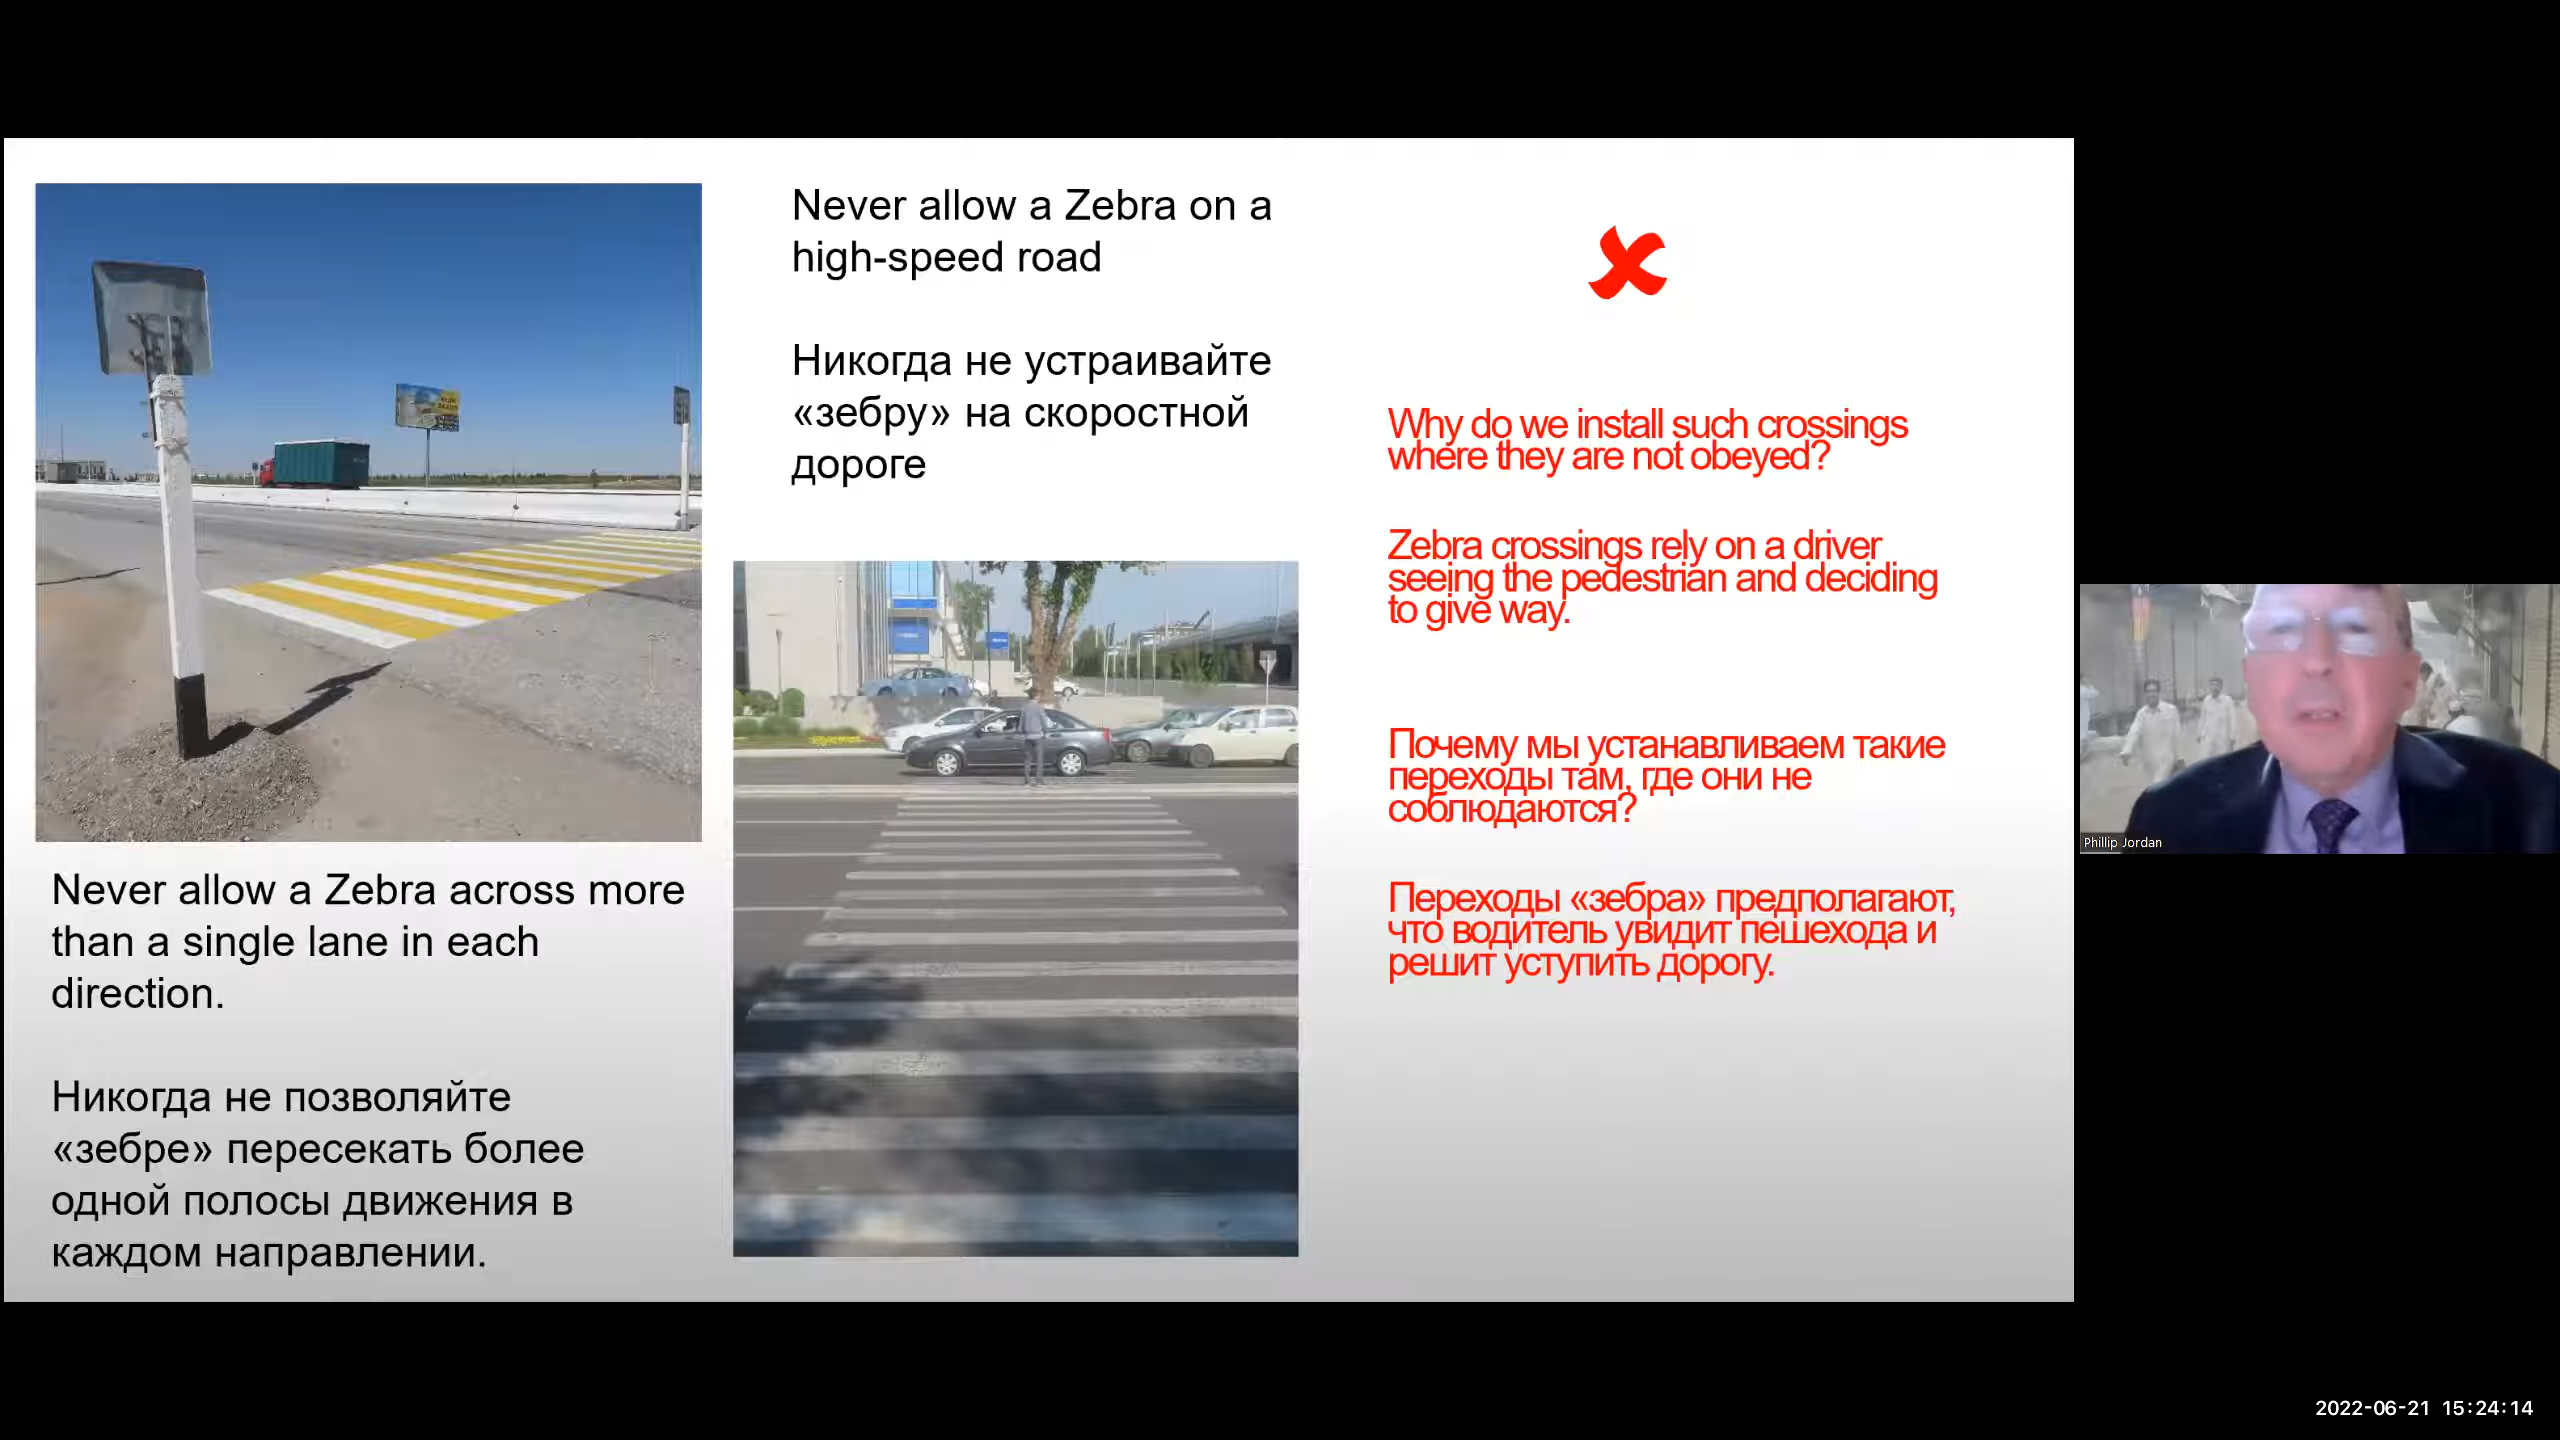 Never allow a Zebra on a
high-speed road
Никогда не устраивайте
«зебру» на скоростной
дороге
Never allow a Zebra across more
than a single lane in each
direction.
Никогда не позволяйте
«зебре» пересекать более
одной полосы движения в
каждом направлении.
Why do we install such crossings
where they are not obeyed?
Zebra crossings rely on a driver
seeing the pedestrian and deciding
to give way.
Почему мы устанавливаем такие
переходы там, где они не
соблюдаются?
Переходы «зебра» предполагают,
что водитель увидит пешехода и
решит уступить дорогу.
Phillip Jordan
2022-06-21 15:24:14